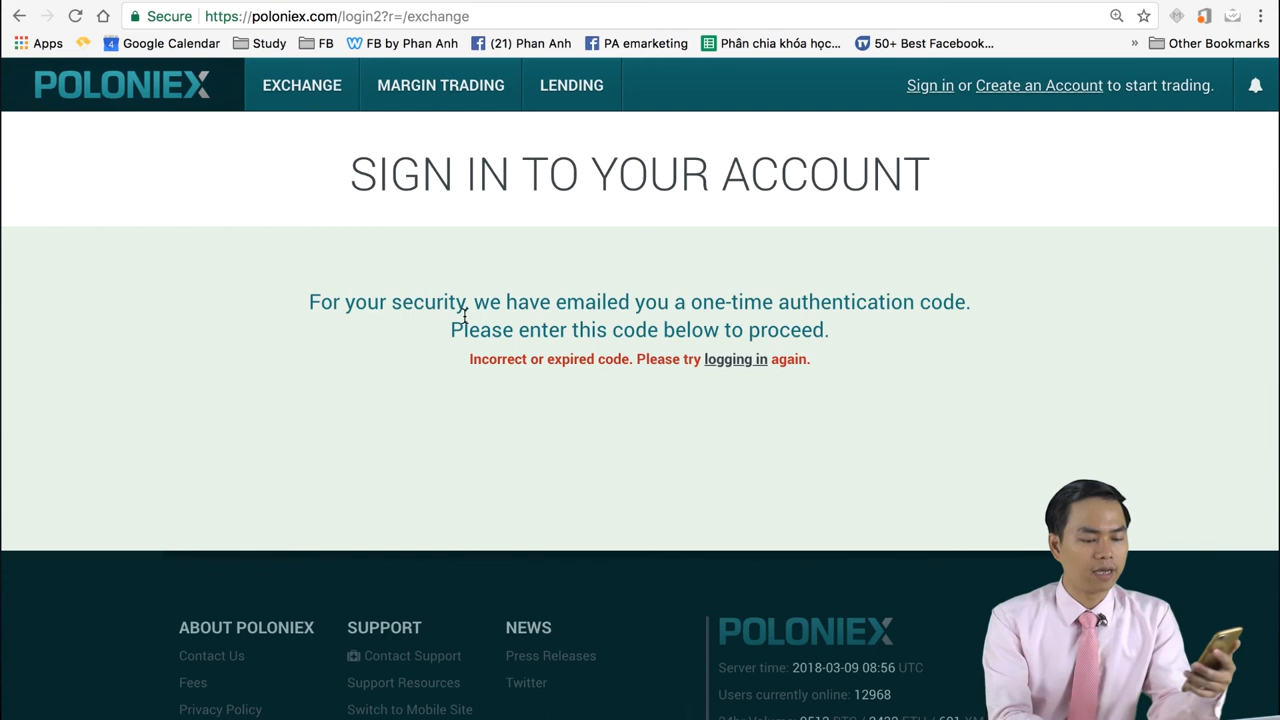 Secure https://poloniex.com/login2?r=/exchange
Apps 4 Google Calendar Study FB FB by Phan Anh (21) Phan Anh PA emarketing Phân chia khóa học... 50+ Best Facebook... » Other Bookmarks
POLONIEX EXCHANGE MARGIN TRADING LENDING Sign in or Create an Account to start trading.
SIGN IN TO YOUR ACCOUNT
For your security, we have emailed you a one-time authentication code.
Please enter this code below to proceed.
Incorrect or expired code. Please try logging in again.
ABOUT POLONIEX SUPPORT NEWS POLONIEX
Contact Us Contact Support Press Releases Server time: 2018-03-09 08:56 UTC
Fees Support Resources Twitter Users currently online: 12968
Privacy Policy Switch to Mobile Site